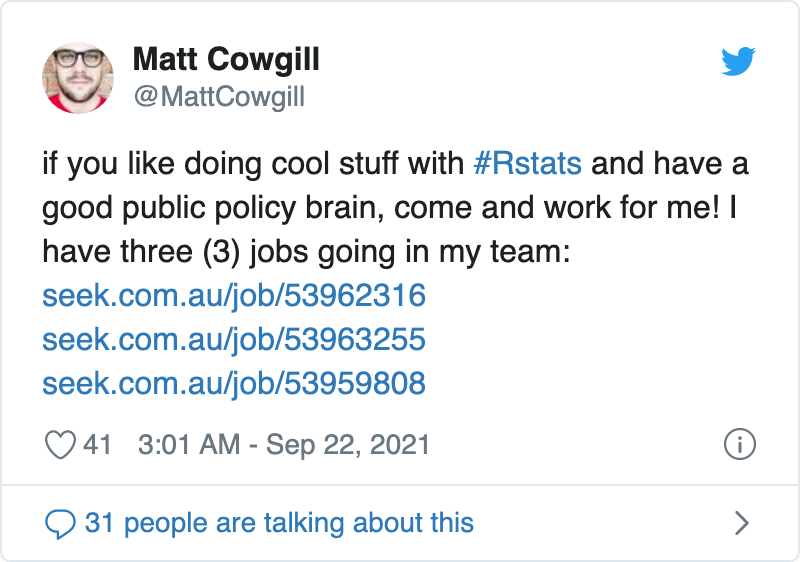 Matt Cowgill
@MattCowgill
if you like doing cool stuff with #Rstats and have a
good public policy brain, come and work for me! I
have three (3) jobs going in my team:
seek.com.au/job/53962316
seek.com.au/job/53963255
seek.com.au/job/53959808
41 3:01 AM - Sep 22, 2021
31 people are talking about this